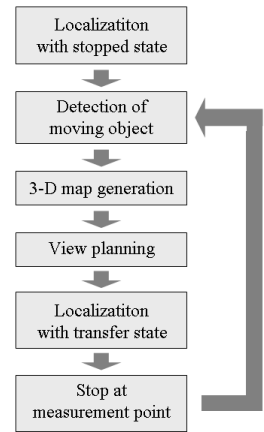 Localizatiton
with stopped state
Detection of
moving object
3-D map generation
View planning
Localizatiton
with transfer state
Stop at
measurement point